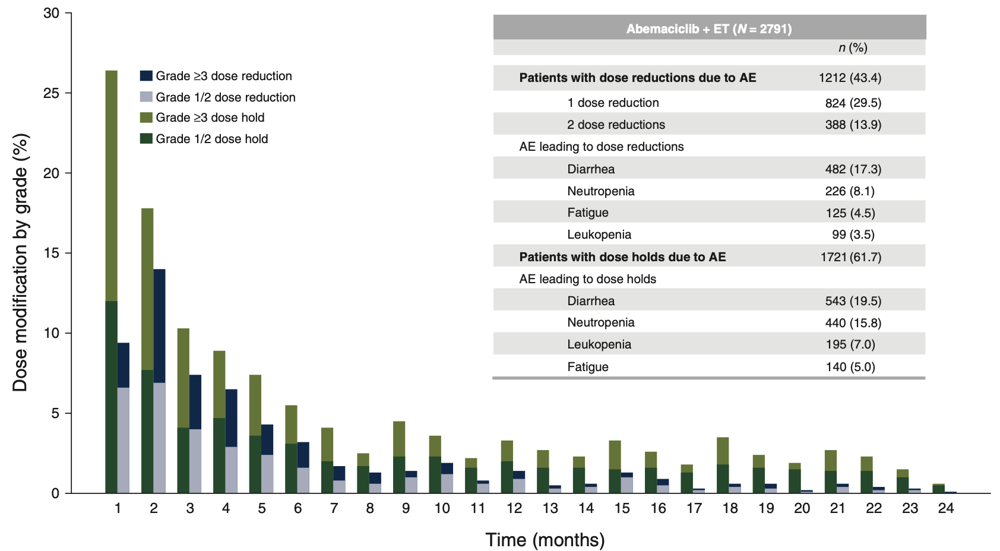 Dose modification by grade (%)
30
25
20
15
10
5
0
Grade ≥3 dose reduction
Grade 1/2 dose reduction
Grade ≥3 dose hold
Grade 1/2 dose hold
Abemaciclib + ET (N = 2791)
n (%)
Patients with dose reductions due to AE 1212 (43.4)
1 dose reduction 824 (29.5)
2 dose reductions 388 (13.9)
AE leading to dose reductions
Diarrhea 482 (17.3)
Neutropenia 226 (8.1)
Fatigue 125 (4.5)
Leukopenia 99 (3.5)
Patients with dose holds due to AE 1721 (61.7)
AE leading to dose holds
Diarrhea 543 (19.5)
Neutropenia 440 (15.8)
Leukopenia 195 (7.0)
Fatigue 140 (5.0)
1 2 3 4 5 6 7 8 9 10 11 12 13 14 15 16 17 18 19 20 21 22 23 24
Time (months)